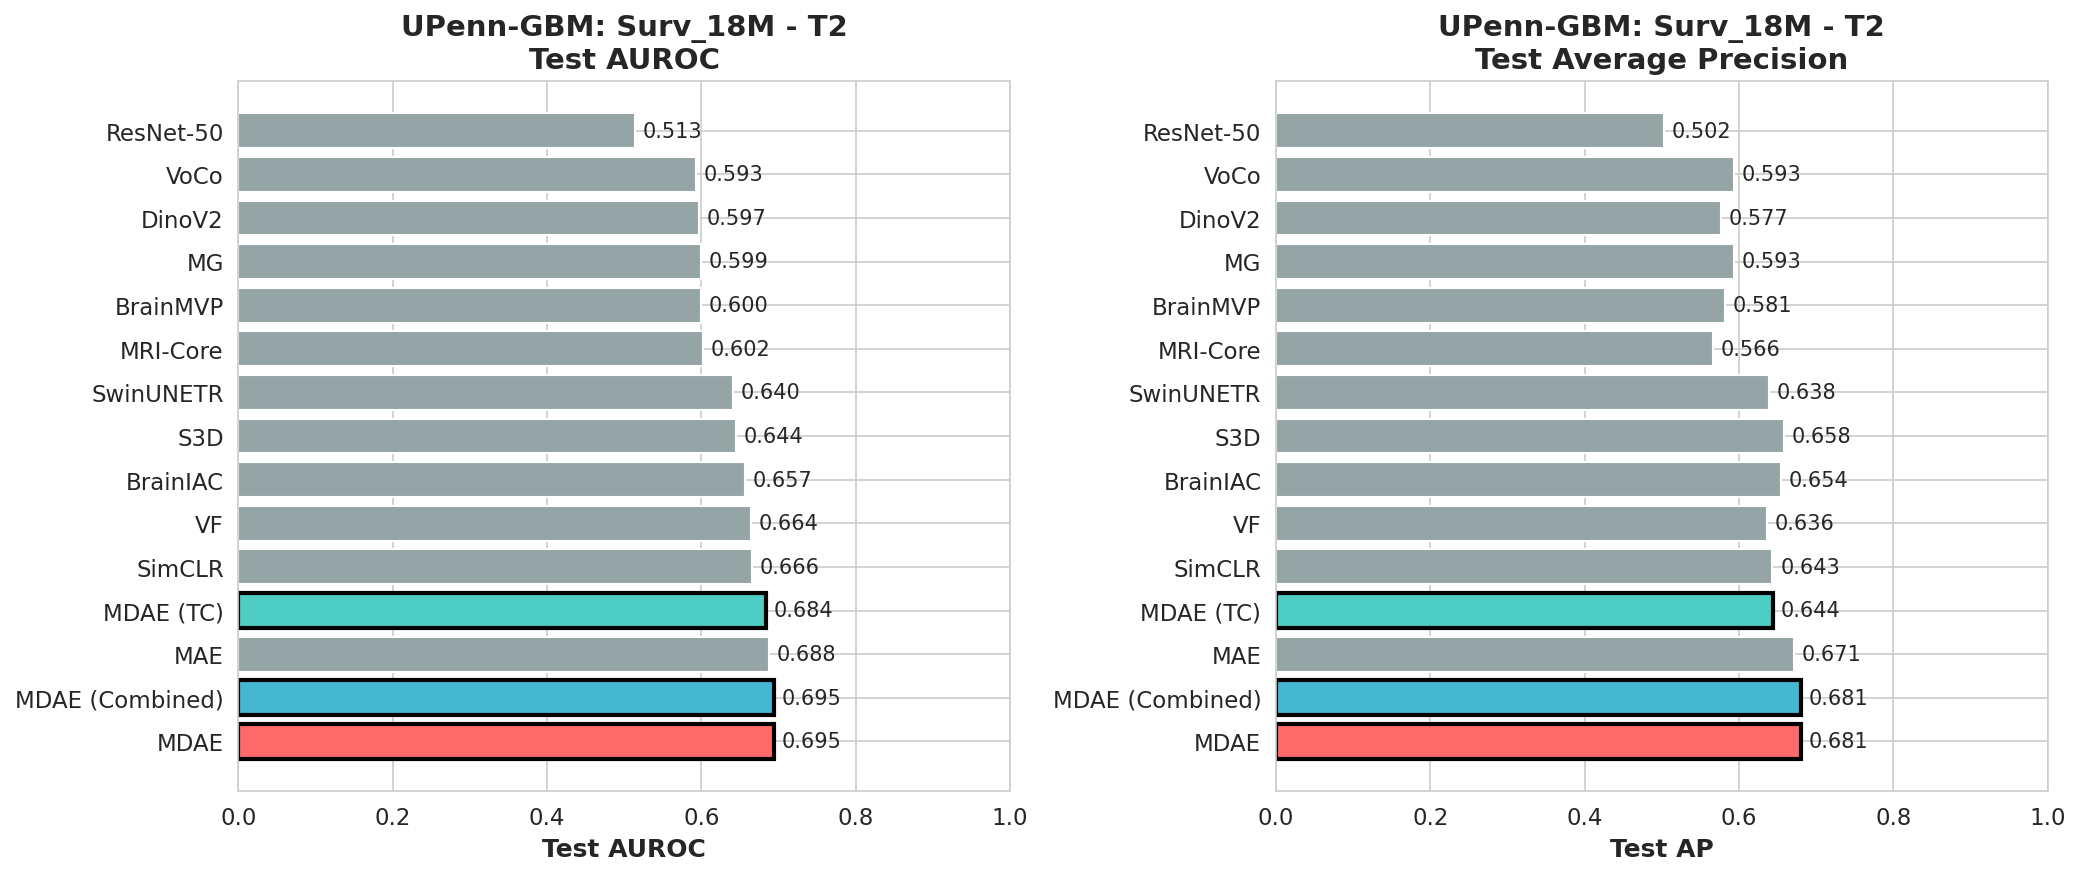 UPenn-GBM: Surv_18M - T2
Test AUROC
ResNet-50 0.513
VoCo 0.593
DinoV2 0.597
MG 0.599
BrainMVP 0.600
MRI-Core 0.602
SwinUNETR 0.640
S3D 0.644
BrainIAC 0.657
VF 0.664
SimCLR 0.666
MDAE (TC) 0.684
MAE 0.688
MDAE (Combined) 0.695
MDAE 0.695
0.0 0.2 0.4 0.6 0.8 1.0
Test AUROC
UPenn-GBM: Surv_18M - T2
Test Average Precision
ResNet-50 0.502
VoCo 0.593
DinoV2 0.577
MG 0.593
BrainMVP 0.581
MRI-Core 0.566
SwinUNETR 0.638
S3D 0.658
BrainIAC 0.654
VF 0.636
SimCLR 0.643
MDAE (TC) 0.644
MAE 0.671
MDAE (Combined) 0.681
MDAE 0.681
0.0 0.2 0.4 0.6 0.8 1.0
Test AP